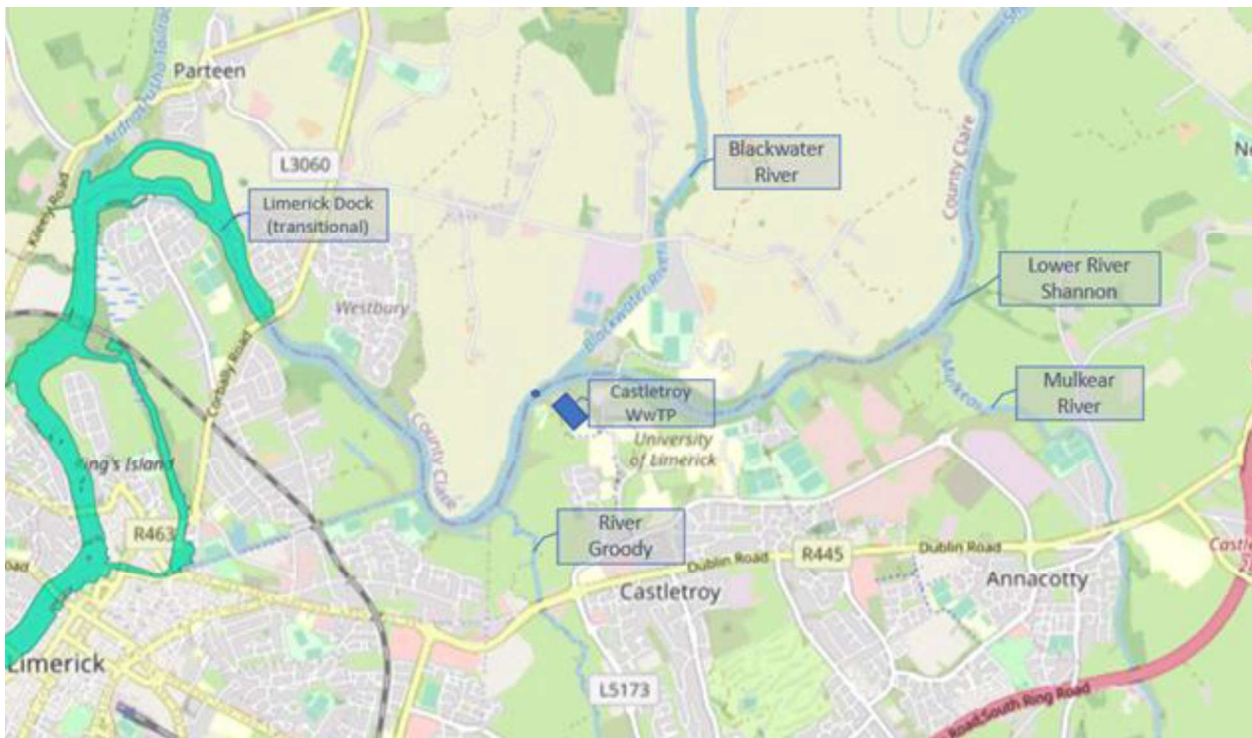 Parteen
Ardnacrusha Tailrace
L3060
Blackwater
River
County Clare
Limerick Dock
(transitional)
Kileely Road
Lower River
Shannon
Westbury
Blackwater River
Corbally Road
Castletroy
WwTP
Mulkear
Mulkear
River
County Clare
University
of Limerick
King's Island
R463
River
Groody
Dublin Road
R445
Dublin Road
Castletroy
Annacotty
Limerick
L5173
South Ring Road